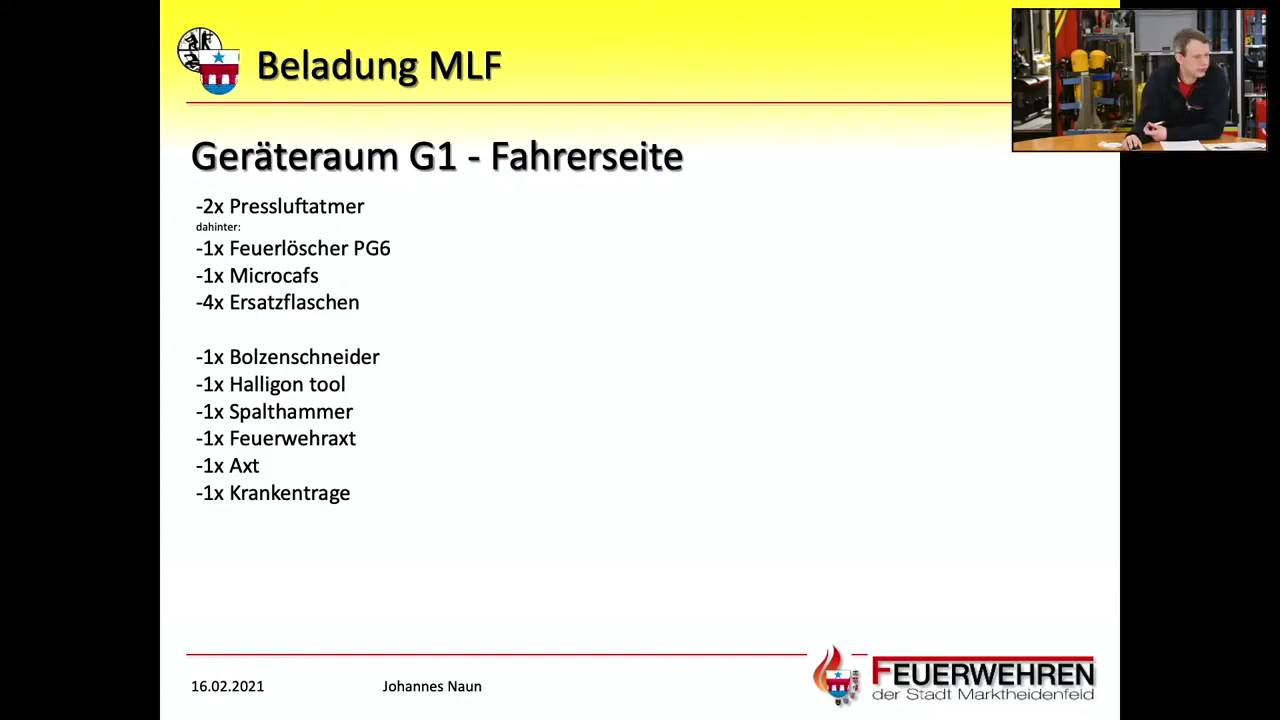 Beladung MLF
Geräteraum G1 - Fahrerseite
-2x Pressluftatmer
dahinter:
-1x Feuerlöscher PG6
-1x Microcafs
-4x Ersatzflaschen
-1x Bolzenschneider
-1x Halligon tool
-1x Spalthammer
-1x Feuerwehraxt
-1x Axt
-1x Krankentrage
16.02.2021
Johannes Naun
FEUERWEHREN
der Stadt Marktheidenfeld